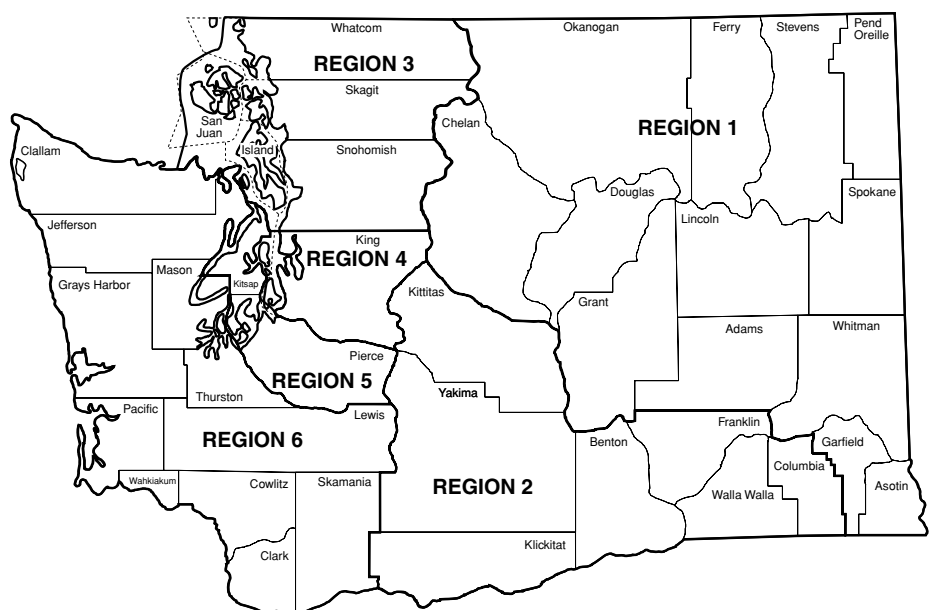 Whatcom
Okanogan
Ferry
Stevens
Pend
Oreille
REGION 3
Skagit
San
Juan
Chelan
REGION 1
Clallam
Island
Snohomish
Douglas
Spokane
Jefferson
Lincoln
King
REGION 4
Mason
Grays Harbor
Kitsap
Kittitas
Grant
Adams
Whitman
Pierce
REGION 5
Thurston
Yakima
Pacific
Lewis
Franklin
REGION 6
Benton
Garfield
Columbia
Wahkiakum
Cowlitz
Skamania
REGION 2
Walla Walla
Asotin
Clark
Klickitat